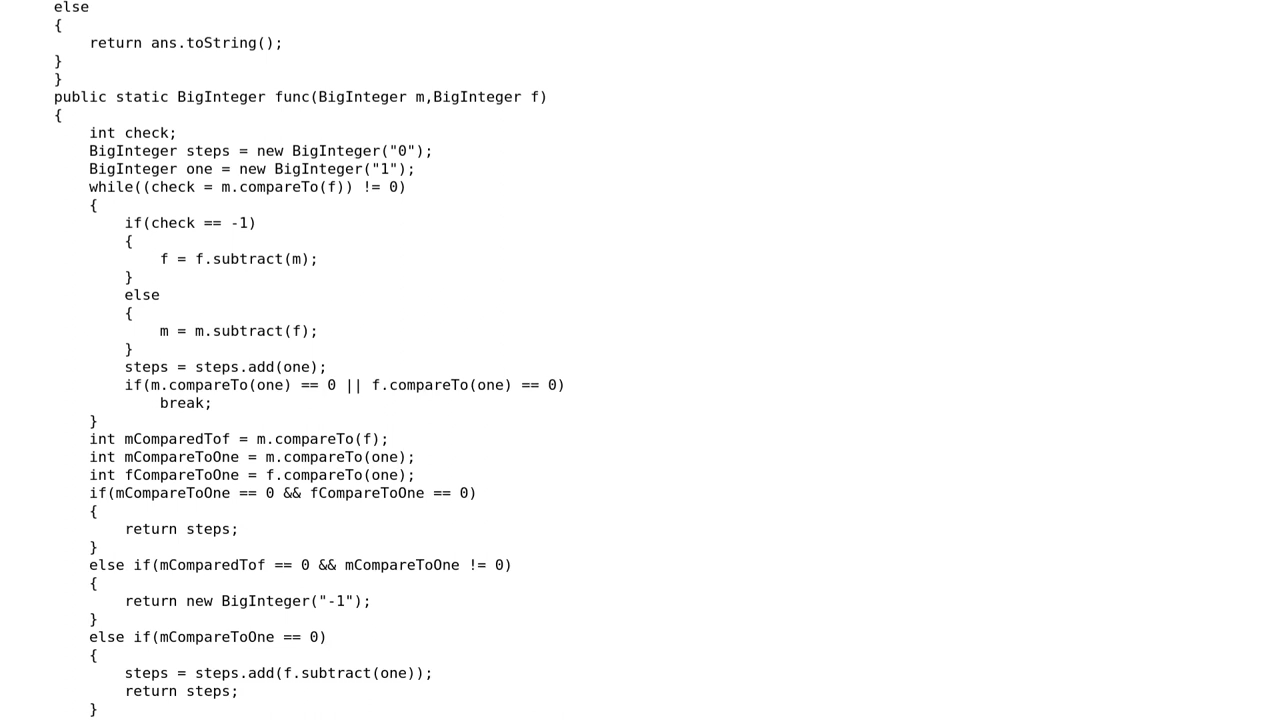 else
{
    return ans.toString();
}
}
public static BigInteger func(BigInteger m,BigInteger f)
{
    int check;
    BigInteger steps = new BigInteger("0");
    BigInteger one = new BigInteger("1");
    while((check = m.compareTo(f)) != 0)
    {
        if(check == -1)
        {
            f = f.subtract(m);
        }
        else
        {
            m = m.subtract(f);
        }
        steps = steps.add(one);
        if(m.compareTo(one) == 0 || f.compareTo(one) == 0)
            break;
    }
    int mComparedTof = m.compareTo(f);
    int mCompareToOne = m.compareTo(one);
    int fCompareToOne = f.compareTo(one);
    if(mCompareToOne == 0 && fCompareToOne == 0)
    {
        return steps;
    }
    else if(mComparedTof == 0 && mCompareToOne != 0)
    {
        return new BigInteger("-1");
    }
    else if(mCompareToOne == 0)
    {
        steps = steps.add(f.subtract(one));
        return steps;
    }